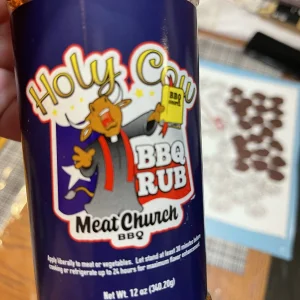 Holy Cow
BBQ
BBQ
RUB
Meat Church
BBQ
Apply liberally to meat or vegetables. Let stand at least 30 minutes before
cooking or refrigerate up to 24 hours for maximum flavor enhancement.
Net Wt. 12 oz (340.20g)